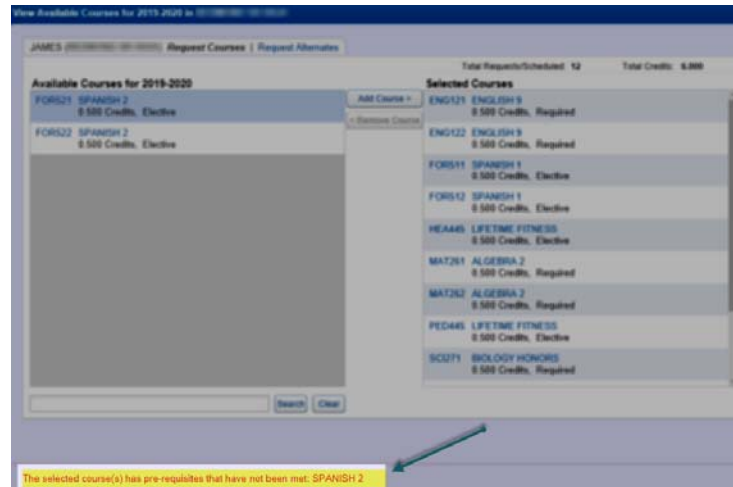 View Available Courses for 2019-2020 in
JAMES Request Courses | Request Alternates
Total Requests/Scheduled: 12 Total Credits: 6.000
Available Courses for 2019-2020
Selected Courses
FOR521 SPANISH 2
0.500 Credits, Elective
FOR522 SPANISH 2
0.500 Credits, Elective
Add Course >
< Remove Course
ENG121 ENGLISH 9
0.500 Credits, Required
ENG122 ENGLISH 9
0.500 Credits, Required
FOR511 SPANISH 1
0.500 Credits, Elective
FOR512 SPANISH 1
0.500 Credits, Elective
HEA445 LIFETIME FITNESS
0.500 Credits, Elective
MAT261 ALGEBRA 2
0.500 Credits, Required
MAT262 ALGEBRA 2
0.500 Credits, Required
PED445 LIFETIME FITNESS
0.500 Credits, Elective
SCI271 BIOLOGY HONORS
0.500 Credits, Required
Search Clear
The selected course(s) has pre-requisites that have not been met: SPANISH 2